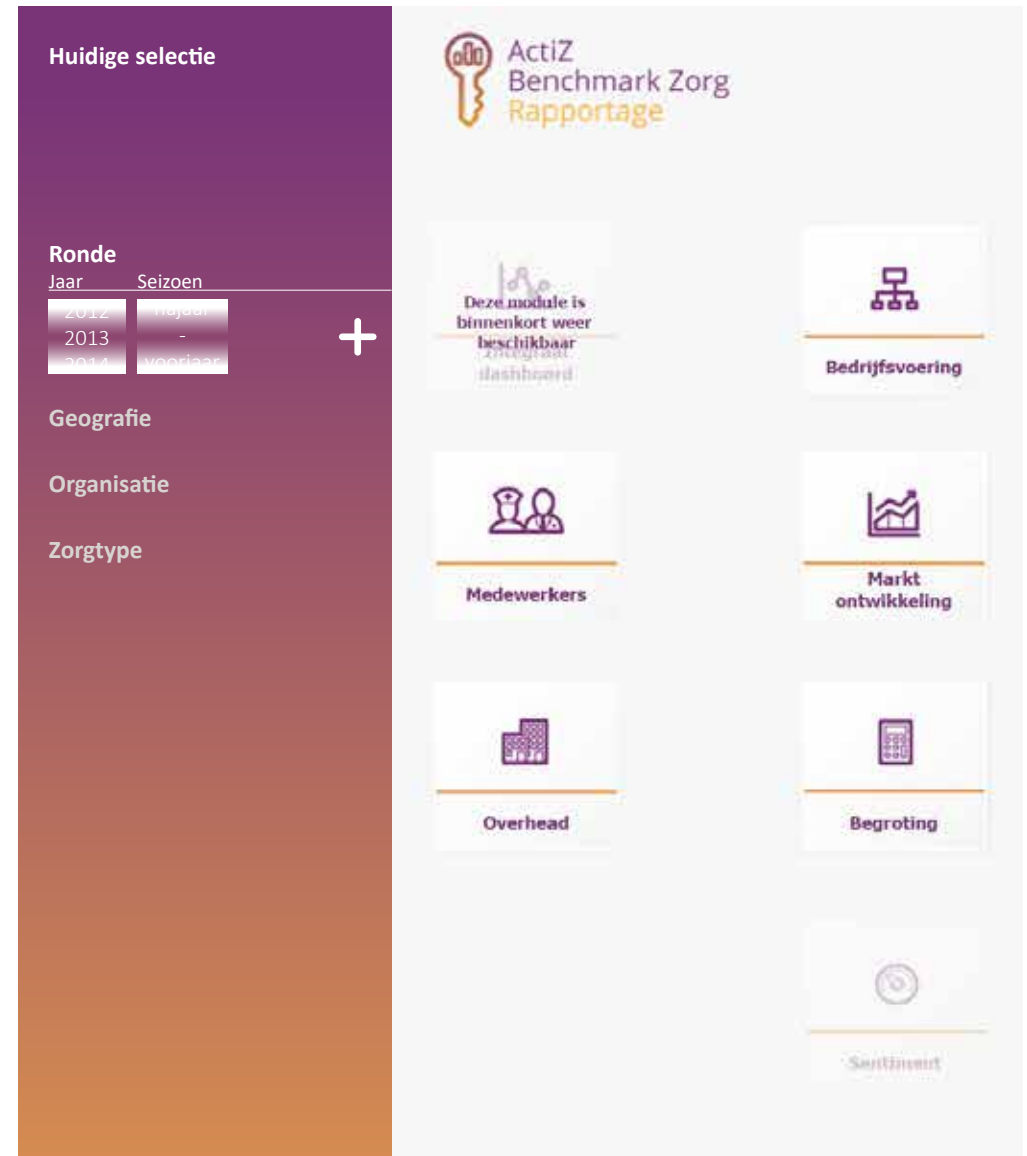 Huidige selectie
Ronde
Jaar Seizoen
2012 najaar
2013 -
2014 voorjaar
Geografie
Organisatie
Zorgtype
ActiZ
Benchmark Zorg
Rapportage
Deze module is
binnenkort weer
beschikbaar
Integraal
dashboard
Bedrijfsvoering
Medewerkers
Markt
ontwikkeling
Overhead
Begroting
Sentiment